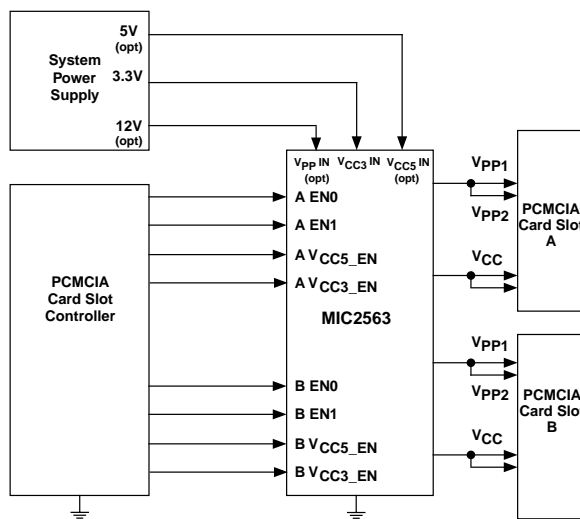 5V
(opt)
System
Power
Supply
3.3V
12V
(opt)
VPP IN
(opt)
VCC3 IN
VCC5 IN
(opt)
PCMCIA
Card Slot
Controller
A EN0
A EN1
A VCC5_EN
A VCC3_EN
MIC2563
B EN0
B EN1
B VCC5_EN
B VCC3_EN
VPP1
VPP2
VCC
PCMCIA
Card Slot
A
VPP1
VPP2
VCC
PCMCIA
Card Slot
B